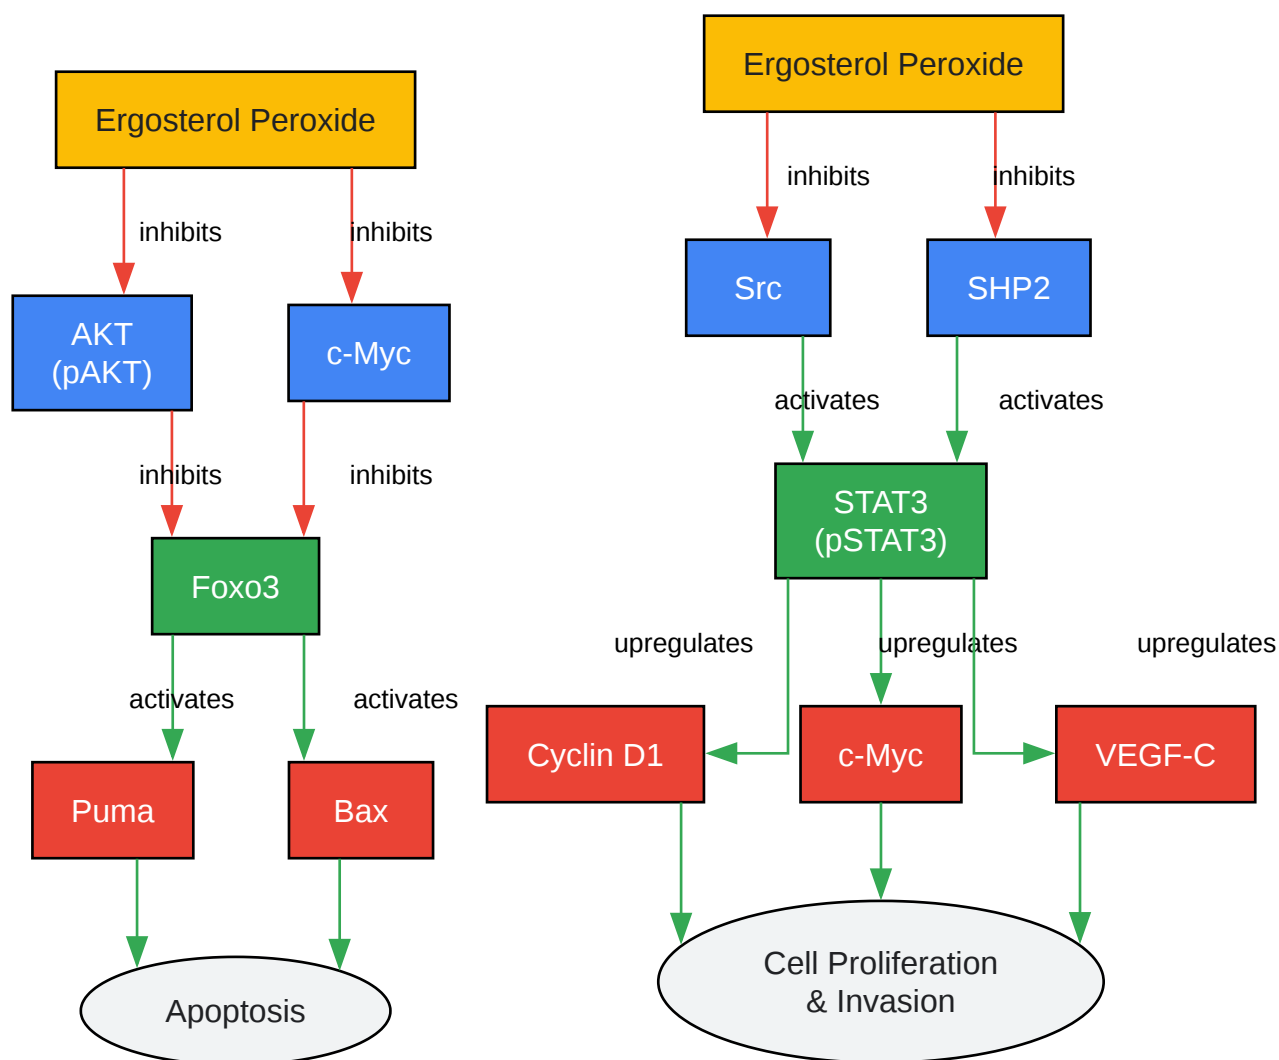 Ergosterol Peroxide
inhibits
inhibits
AKT
(pAKT)
c-Myc
inhibits
inhibits
Foxo3
activates
activates
Puma
Bax
Apoptosis
Ergosterol Peroxide
inhibits
inhibits
Src
SHP2
activates
activates
STAT3
(pSTAT3)
upregulates
upregulates
upregulates
Cyclin D1
c-Myc
VEGF-C
Cell Proliferation
& Invasion